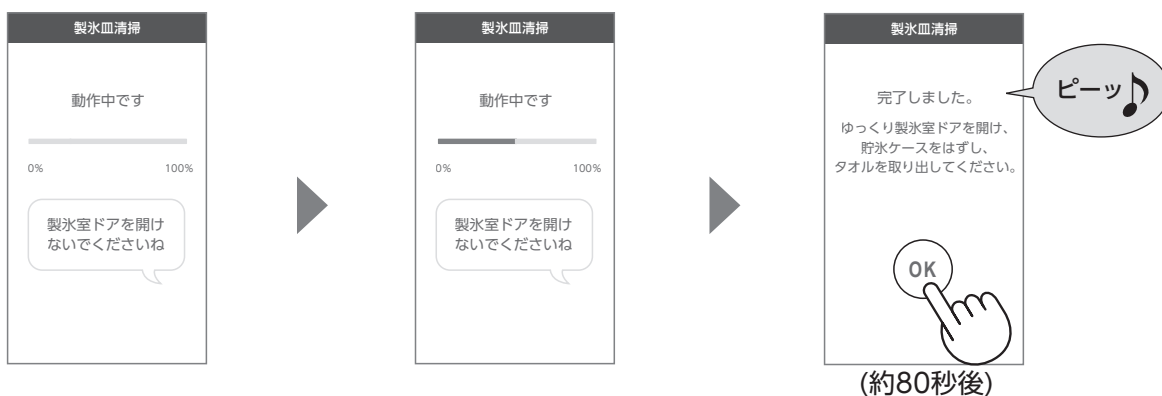 製氷皿清掃
動作中です
0% 100%
製氷室ドアを開け
ないでくださいね
製氷皿清掃
動作中です
0% 100%
製氷室ドアを開け
ないでくださいね
製氷皿清掃
完了しました。
ゆっくり製氷室ドアを開け、
貯氷ケースをはずし、
タオルを取り出してください。
OK
ピーッ♪
(約80秒後)